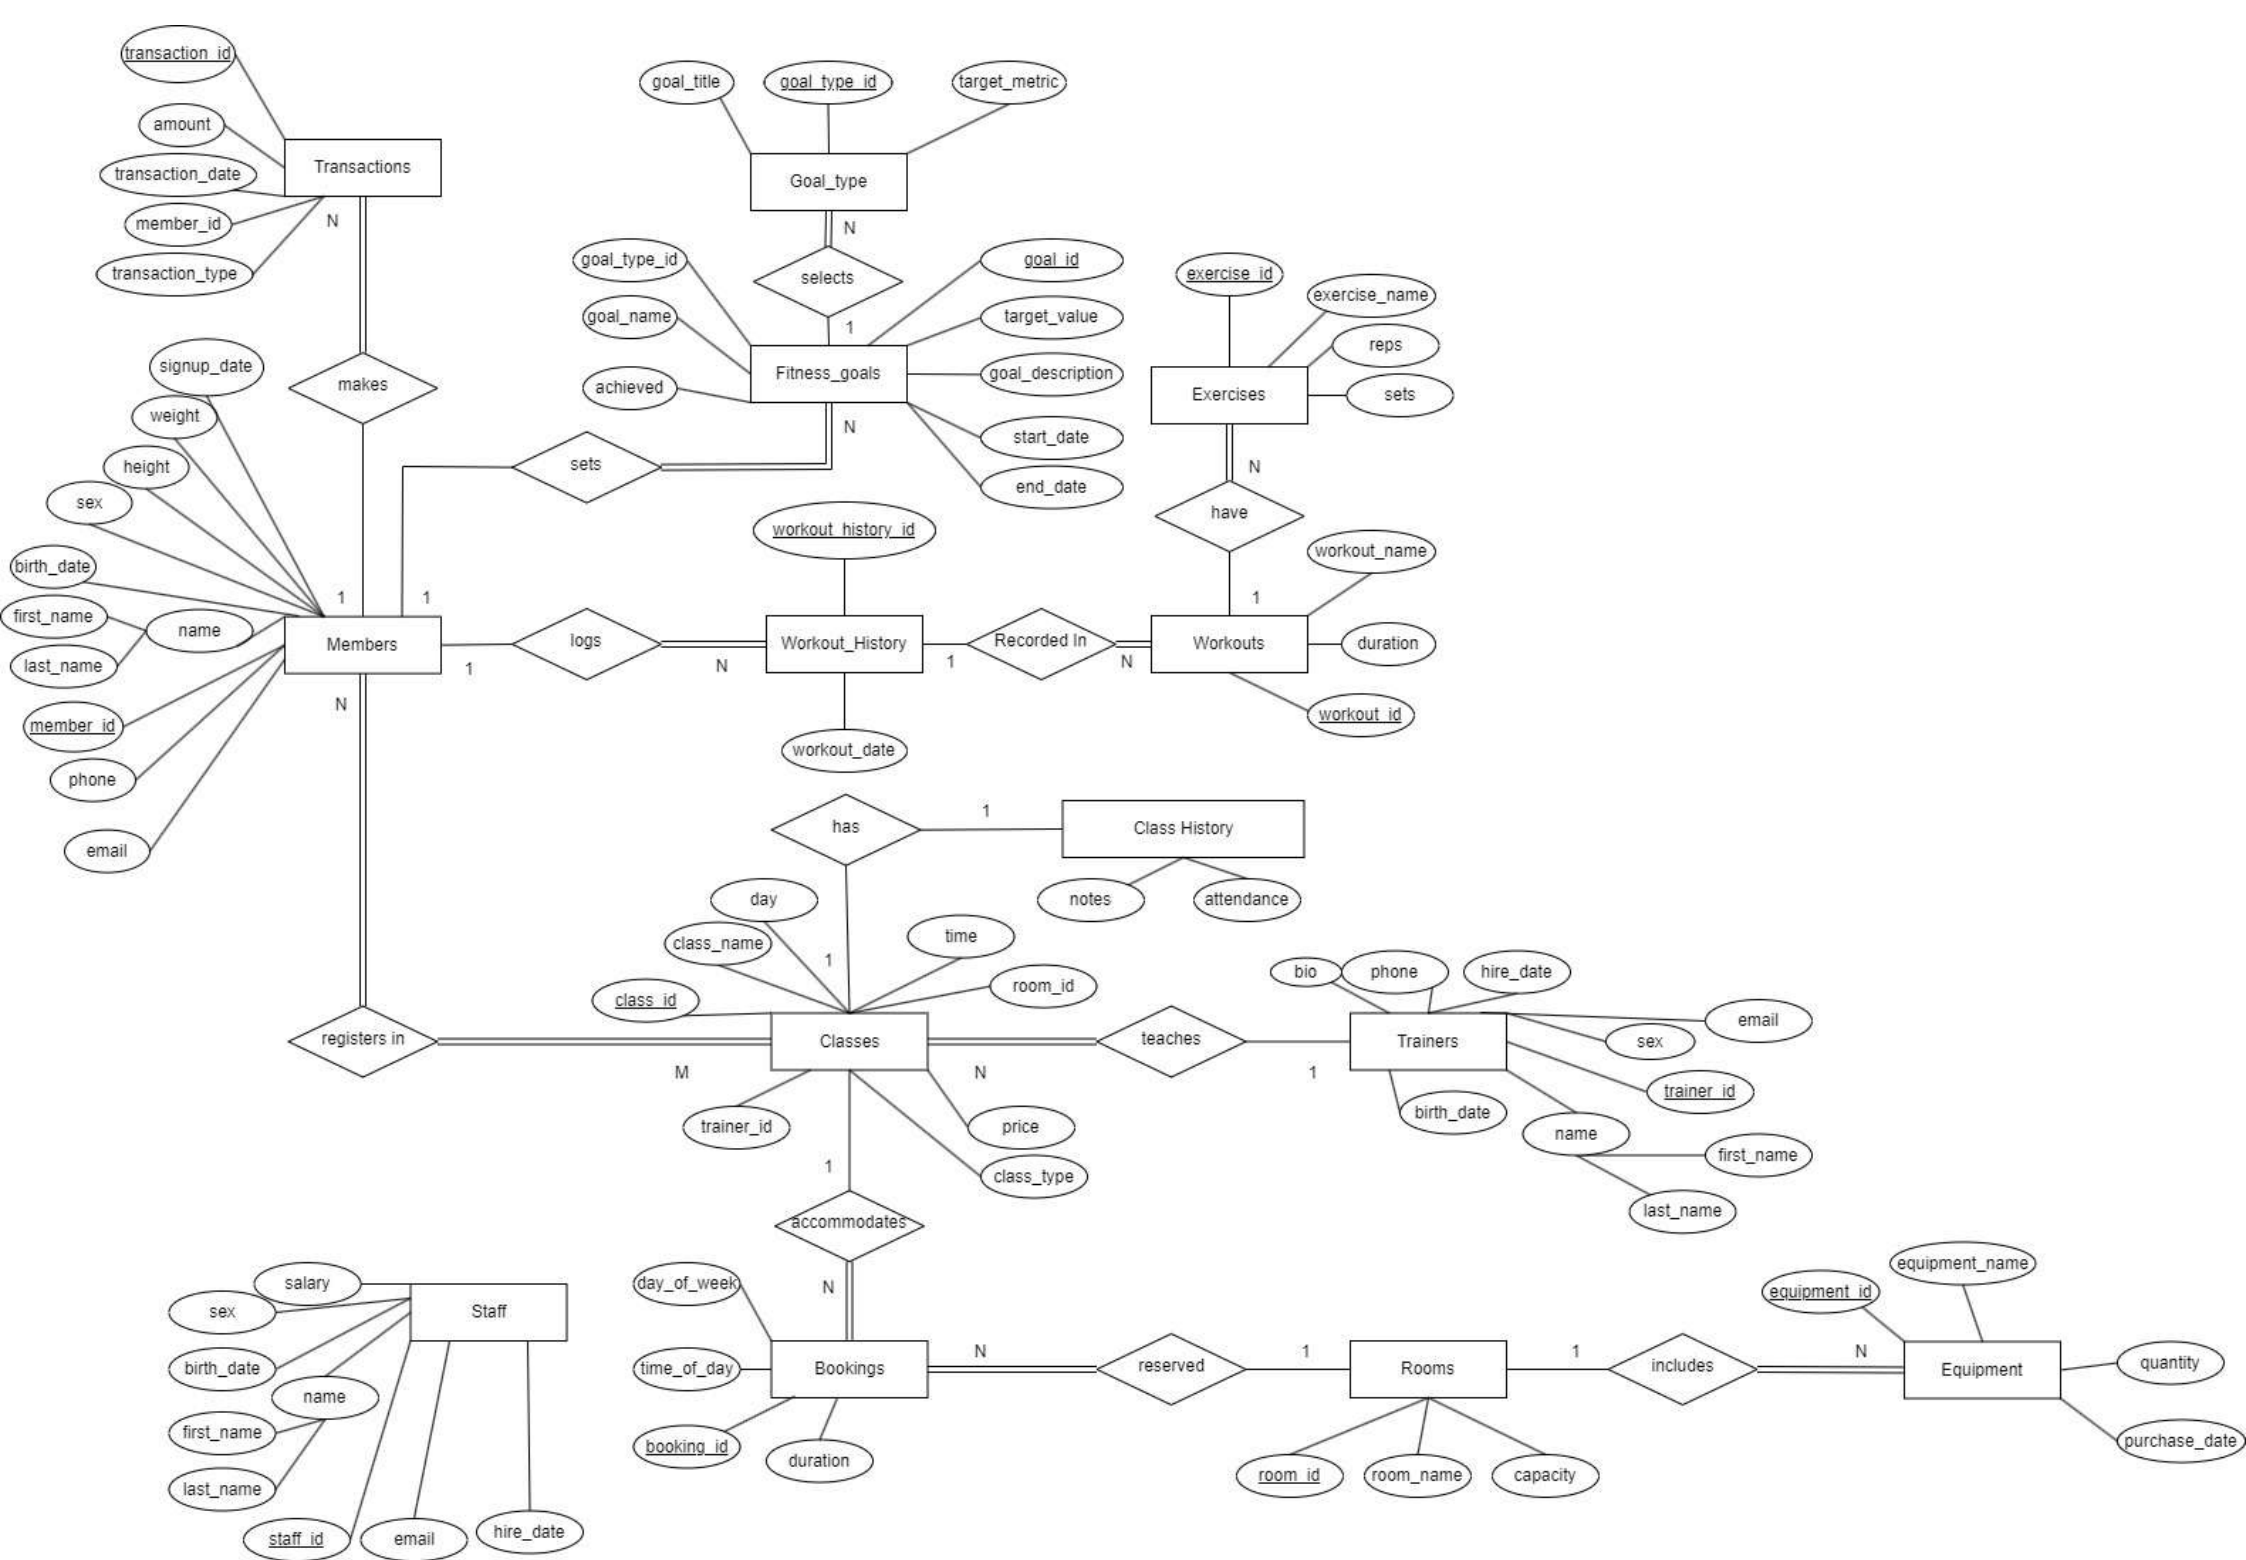 transaction_id
amount
transaction_date
member_id
transaction_type
Transactions
N
makes
goal_title
goal_type_id
target_metric
Goal_type
N
selects
1
goal_type_id
goal_name
achieved
Fitness_goals
goal_id
target_value
goal_description
start_date
end_date
N
sets
exercise_id
exercise_name
reps
sets
Exercises
N
have
1
signup_date
weight
height
sex
birth_date
first_name
name
last_name
member_id
phone
email
1
1
Members
1
N
logs
N
workout_history_id
Workout_History
workout_date
1
Recorded In
N
Workouts
workout_name
duration
workout_id
has
1
Class History
notes
attendance
day
class_name
time
class_id
1
room_id
registers in
M
Classes
N
teaches
1
trainer_id
price
class_type
1
bio
phone
hire_date
email
sex
Trainers
trainer_id
birth_date
name
first_name
last_name
accommodates
N
salary
sex
Staff
birth_date
name
first_name
last_name
staff_id
email
hire_date
day_of_week
time_of_day
Bookings
booking_id
duration
N
reserved
1
Rooms
room_id
room_name
capacity
1
includes
N
equipment_id
equipment_name
Equipment
quantity
purchase_date